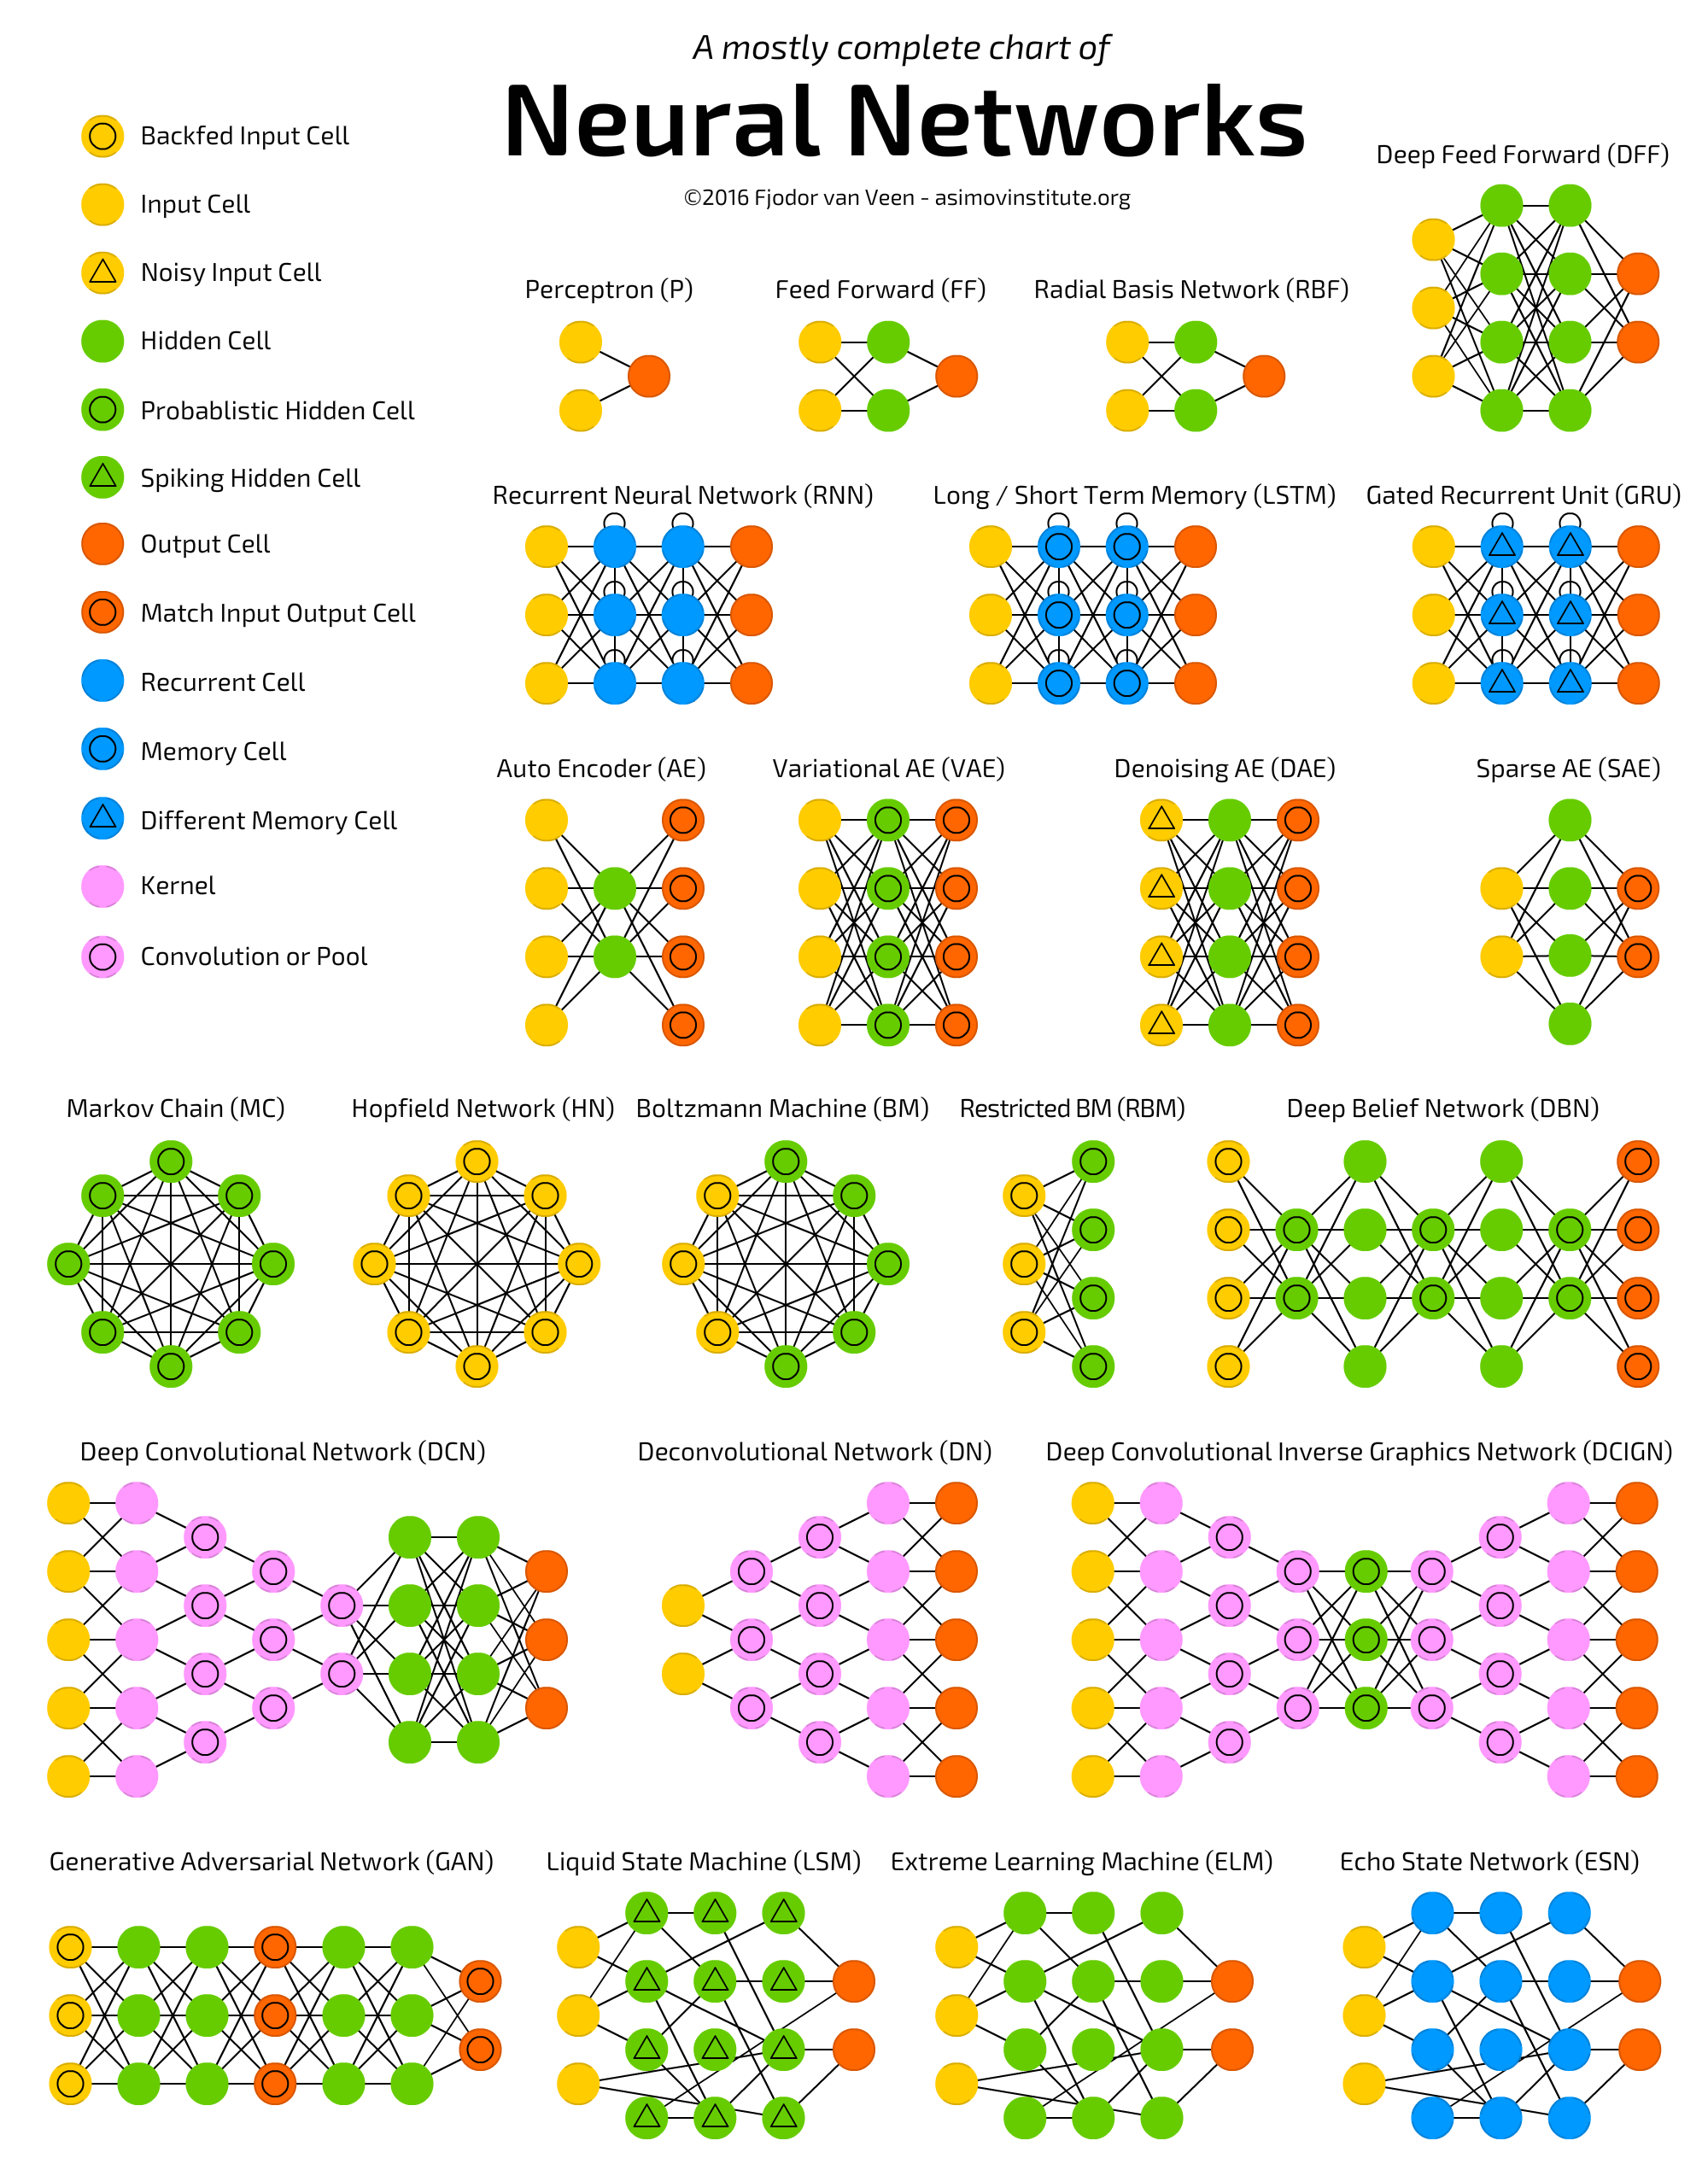 A mostly complete chart of
Neural Networks
©2016 Fjodor van Veen - asimovinstitute.org
Backfed Input Cell
Input Cell
Noisy Input Cell
Hidden Cell
Probablistic Hidden Cell
Spiking Hidden Cell
Output Cell
Match Input Output Cell
Recurrent Cell
Memory Cell
Different Memory Cell
Kernel
Convolution or Pool
Deep Feed Forward (DFF)
Perceptron (P)
Feed Forward (FF)
Radial Basis Network (RBF)
Recurrent Neural Network (RNN)
Long / Short Term Memory (LSTM)
Gated Recurrent Unit (GRU)
Auto Encoder (AE)
Variational AE (VAE)
Denoising AE (DAE)
Sparse AE (SAE)
Markov Chain (MC)
Hopfield Network (HN)
Boltzmann Machine (BM)
Restricted BM (RBM)
Deep Belief Network (DBN)
Deep Convolutional Network (DCN)
Deconvolutional Network (DN)
Deep Convolutional Inverse Graphics Network (DCIGN)
Generative Adversarial Network (GAN)
Liquid State Machine (LSM)
Extreme Learning Machine (ELM)
Echo State Network (ESN)